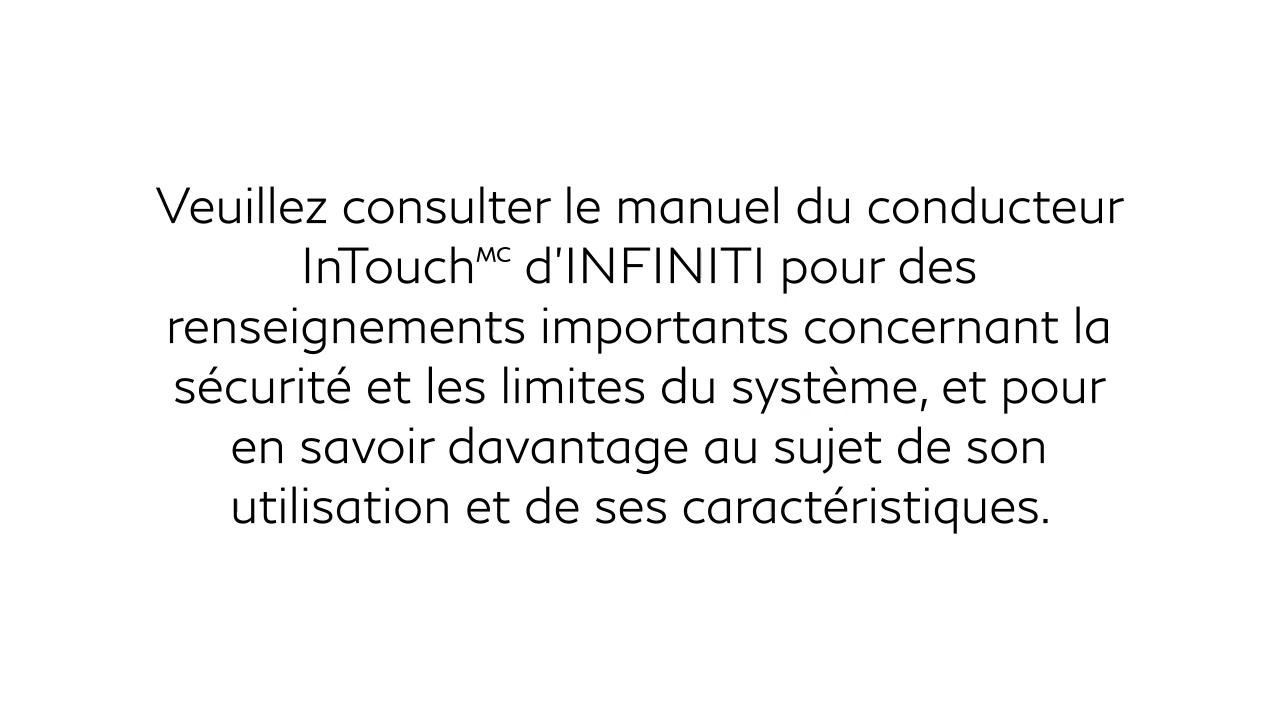 Veuillez consulter le manuel du conducteur
InTouchᴹᶜ d'INFINITI pour des
renseignements importants concernant la
sécurité et les limites du système, et pour
en savoir davantage au sujet de son
utilisation et de ses caractéristiques.